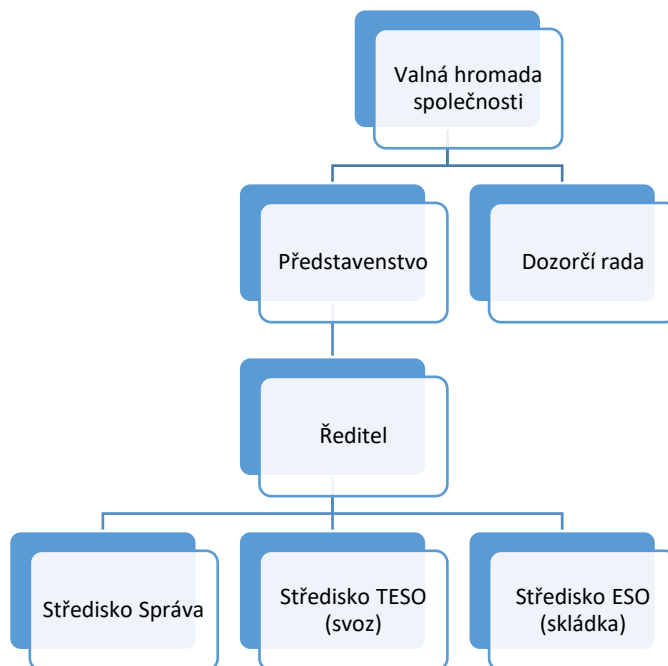 Valná hromada
společnosti
Představenstvo
Dozorčí rada
Ředitel
Středisko Správa
Středisko TESO
(svoz)
Středisko ESO
(skládka)